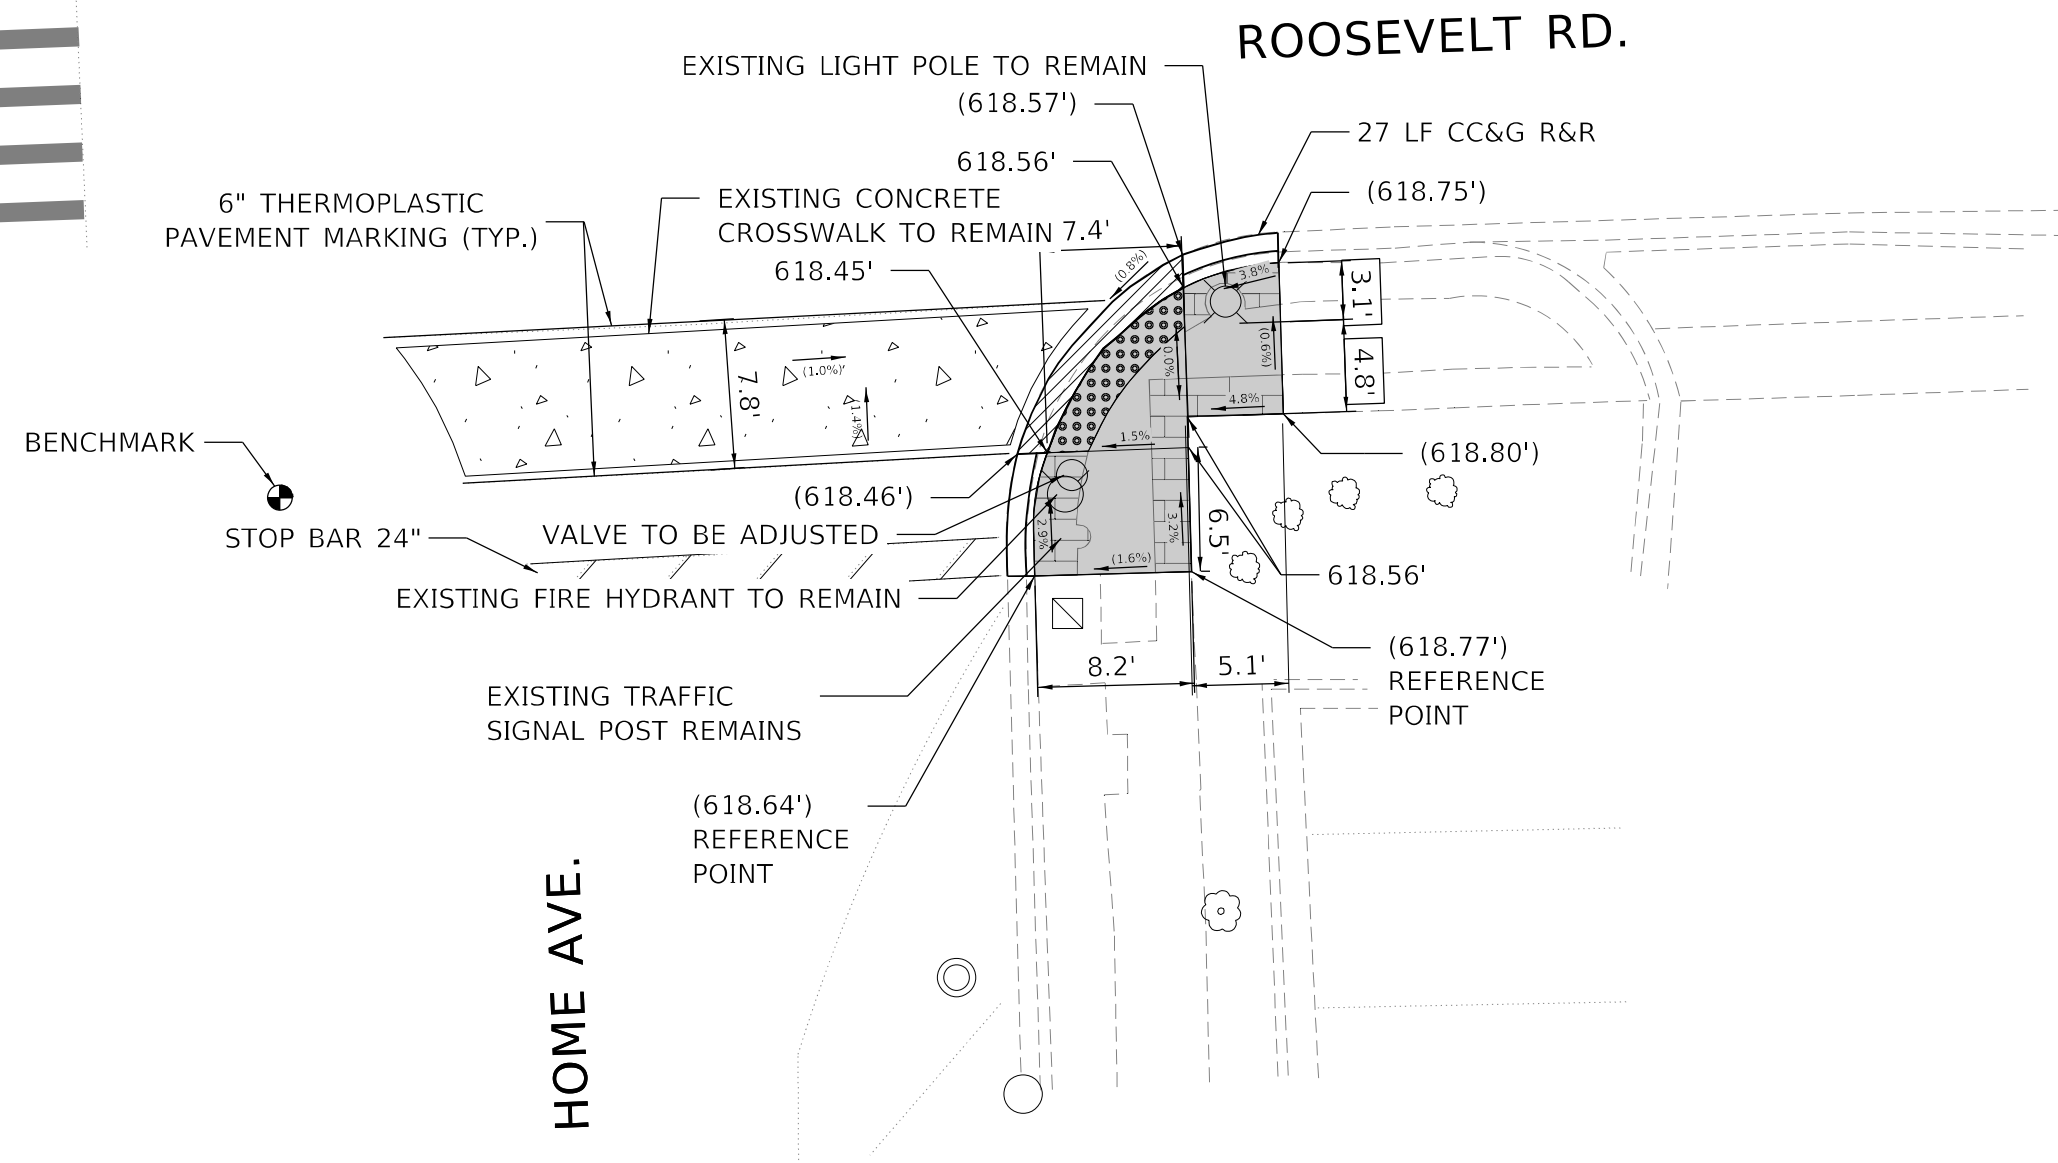 ROOSEVELT RD.
EXISTING LIGHT POLE TO REMAIN
(618.57')
27 LF CC&G R&R
618.56'
(618.75')
6" THERMOPLASTIC
PAVEMENT MARKING (TYP.)
EXISTING CONCRETE
CROSSWALK TO REMAIN
7.4'
618.45'
(0.8%)
3.8%
3.1'
(0.6%)
0.0%
4.8'
7.8'
(1.0%)
(1.4%)
4.8%
1.5%
BENCHMARK
(618.80')
(618.46')
STOP BAR 24"
VALVE TO BE ADJUSTED
2.9%
3.2%
6.5'
(1.6%)
618.56'
EXISTING FIRE HYDRANT TO REMAIN
(618.77')
REFERENCE
POINT
8.2'
5.1'
EXISTING TRAFFIC
SIGNAL POST REMAINS
(618.64')
REFERENCE
POINT
HOME AVE.